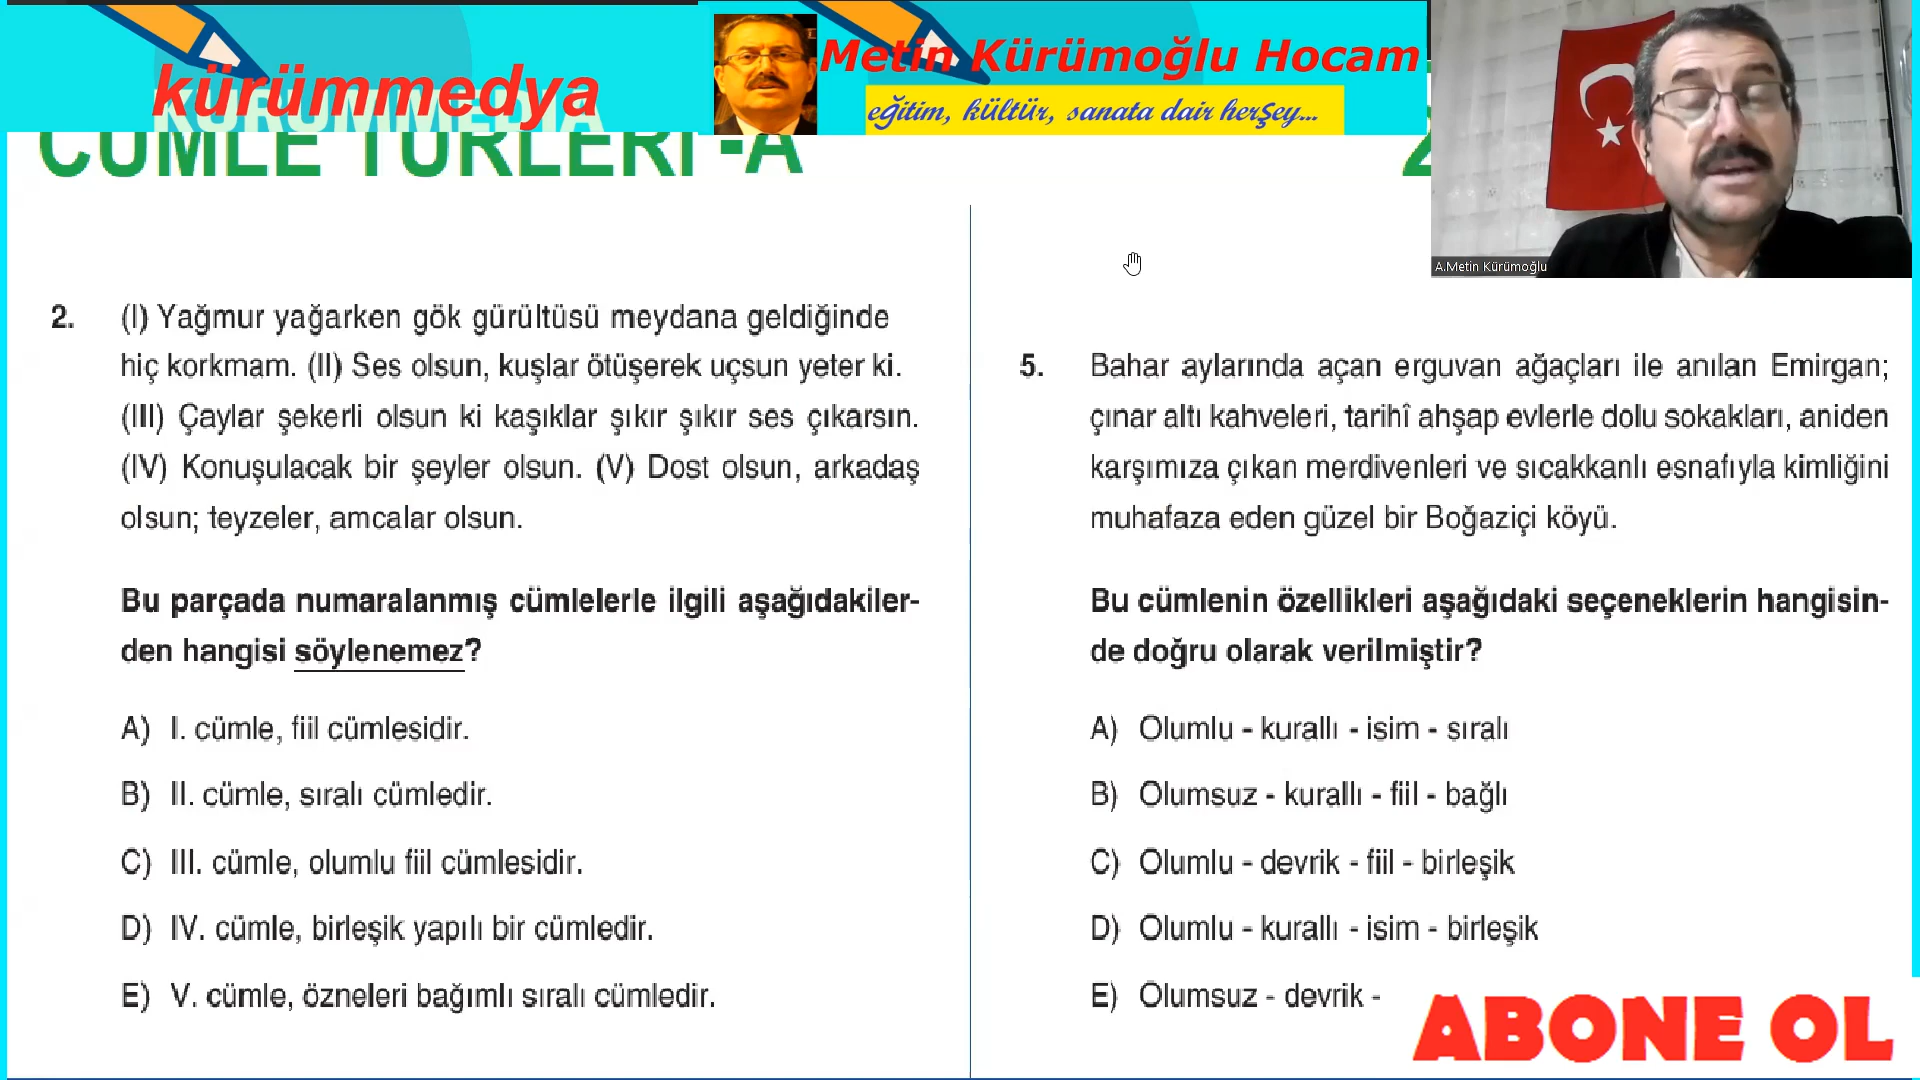 kürümmedya
KÜRÜMMEDYA
Metin Kürümoğlu Hocam
eğitim, kültür, sanata dair herşey...
CÜMLE TÜRLERİ -A
A.Metin Kürümoğlu
2. (I) Yağmur yağarken gök gürültüsü meydana geldiğinde
hiç korkmam. (II) Ses olsun, kuşlar ötüşerek uçsun yeter ki.
(III) Çaylar şekerli olsun ki kaşıklar şıkır şıkır ses çıkarsın.
(IV) Konuşulacak bir şeyler olsun. (V) Dost olsun, arkadaş
olsun; teyzeler, amcalar olsun.
Bu parçada numaralanmış cümlelerle ilgili aşağıdakiler-
den hangisi söylenemez?
A) I. cümle, fiil cümlesidir.
B) II. cümle, sıralı cümledir.
C) III. cümle, olumlu fiil cümlesidir.
D) IV. cümle, birleşik yapılı bir cümledir.
E) V. cümle, özneleri bağımlı sıralı cümledir.
5. Bahar aylarında açan erguvan ağaçları ile anılan Emirgan;
çınar altı kahveleri, tarihî ahşap evlerle dolu sokakları, aniden
karşımıza çıkan merdivenleri ve sıcakkanlı esnafıyla kimliğini
muhafaza eden güzel bir Boğaziçi köyü.
Bu cümlenin özellikleri aşağıdaki seçeneklerin hangisin-
de doğru olarak verilmiştir?
A) Olumlu - kurallı - isim - sıralı
B) Olumsuz - kurallı - fiil - bağlı
C) Olumlu - devrik - fiil - birleşik
D) Olumlu - kurallı - isim - birleşik
E) Olumsuz - devrik -
ABONE OL